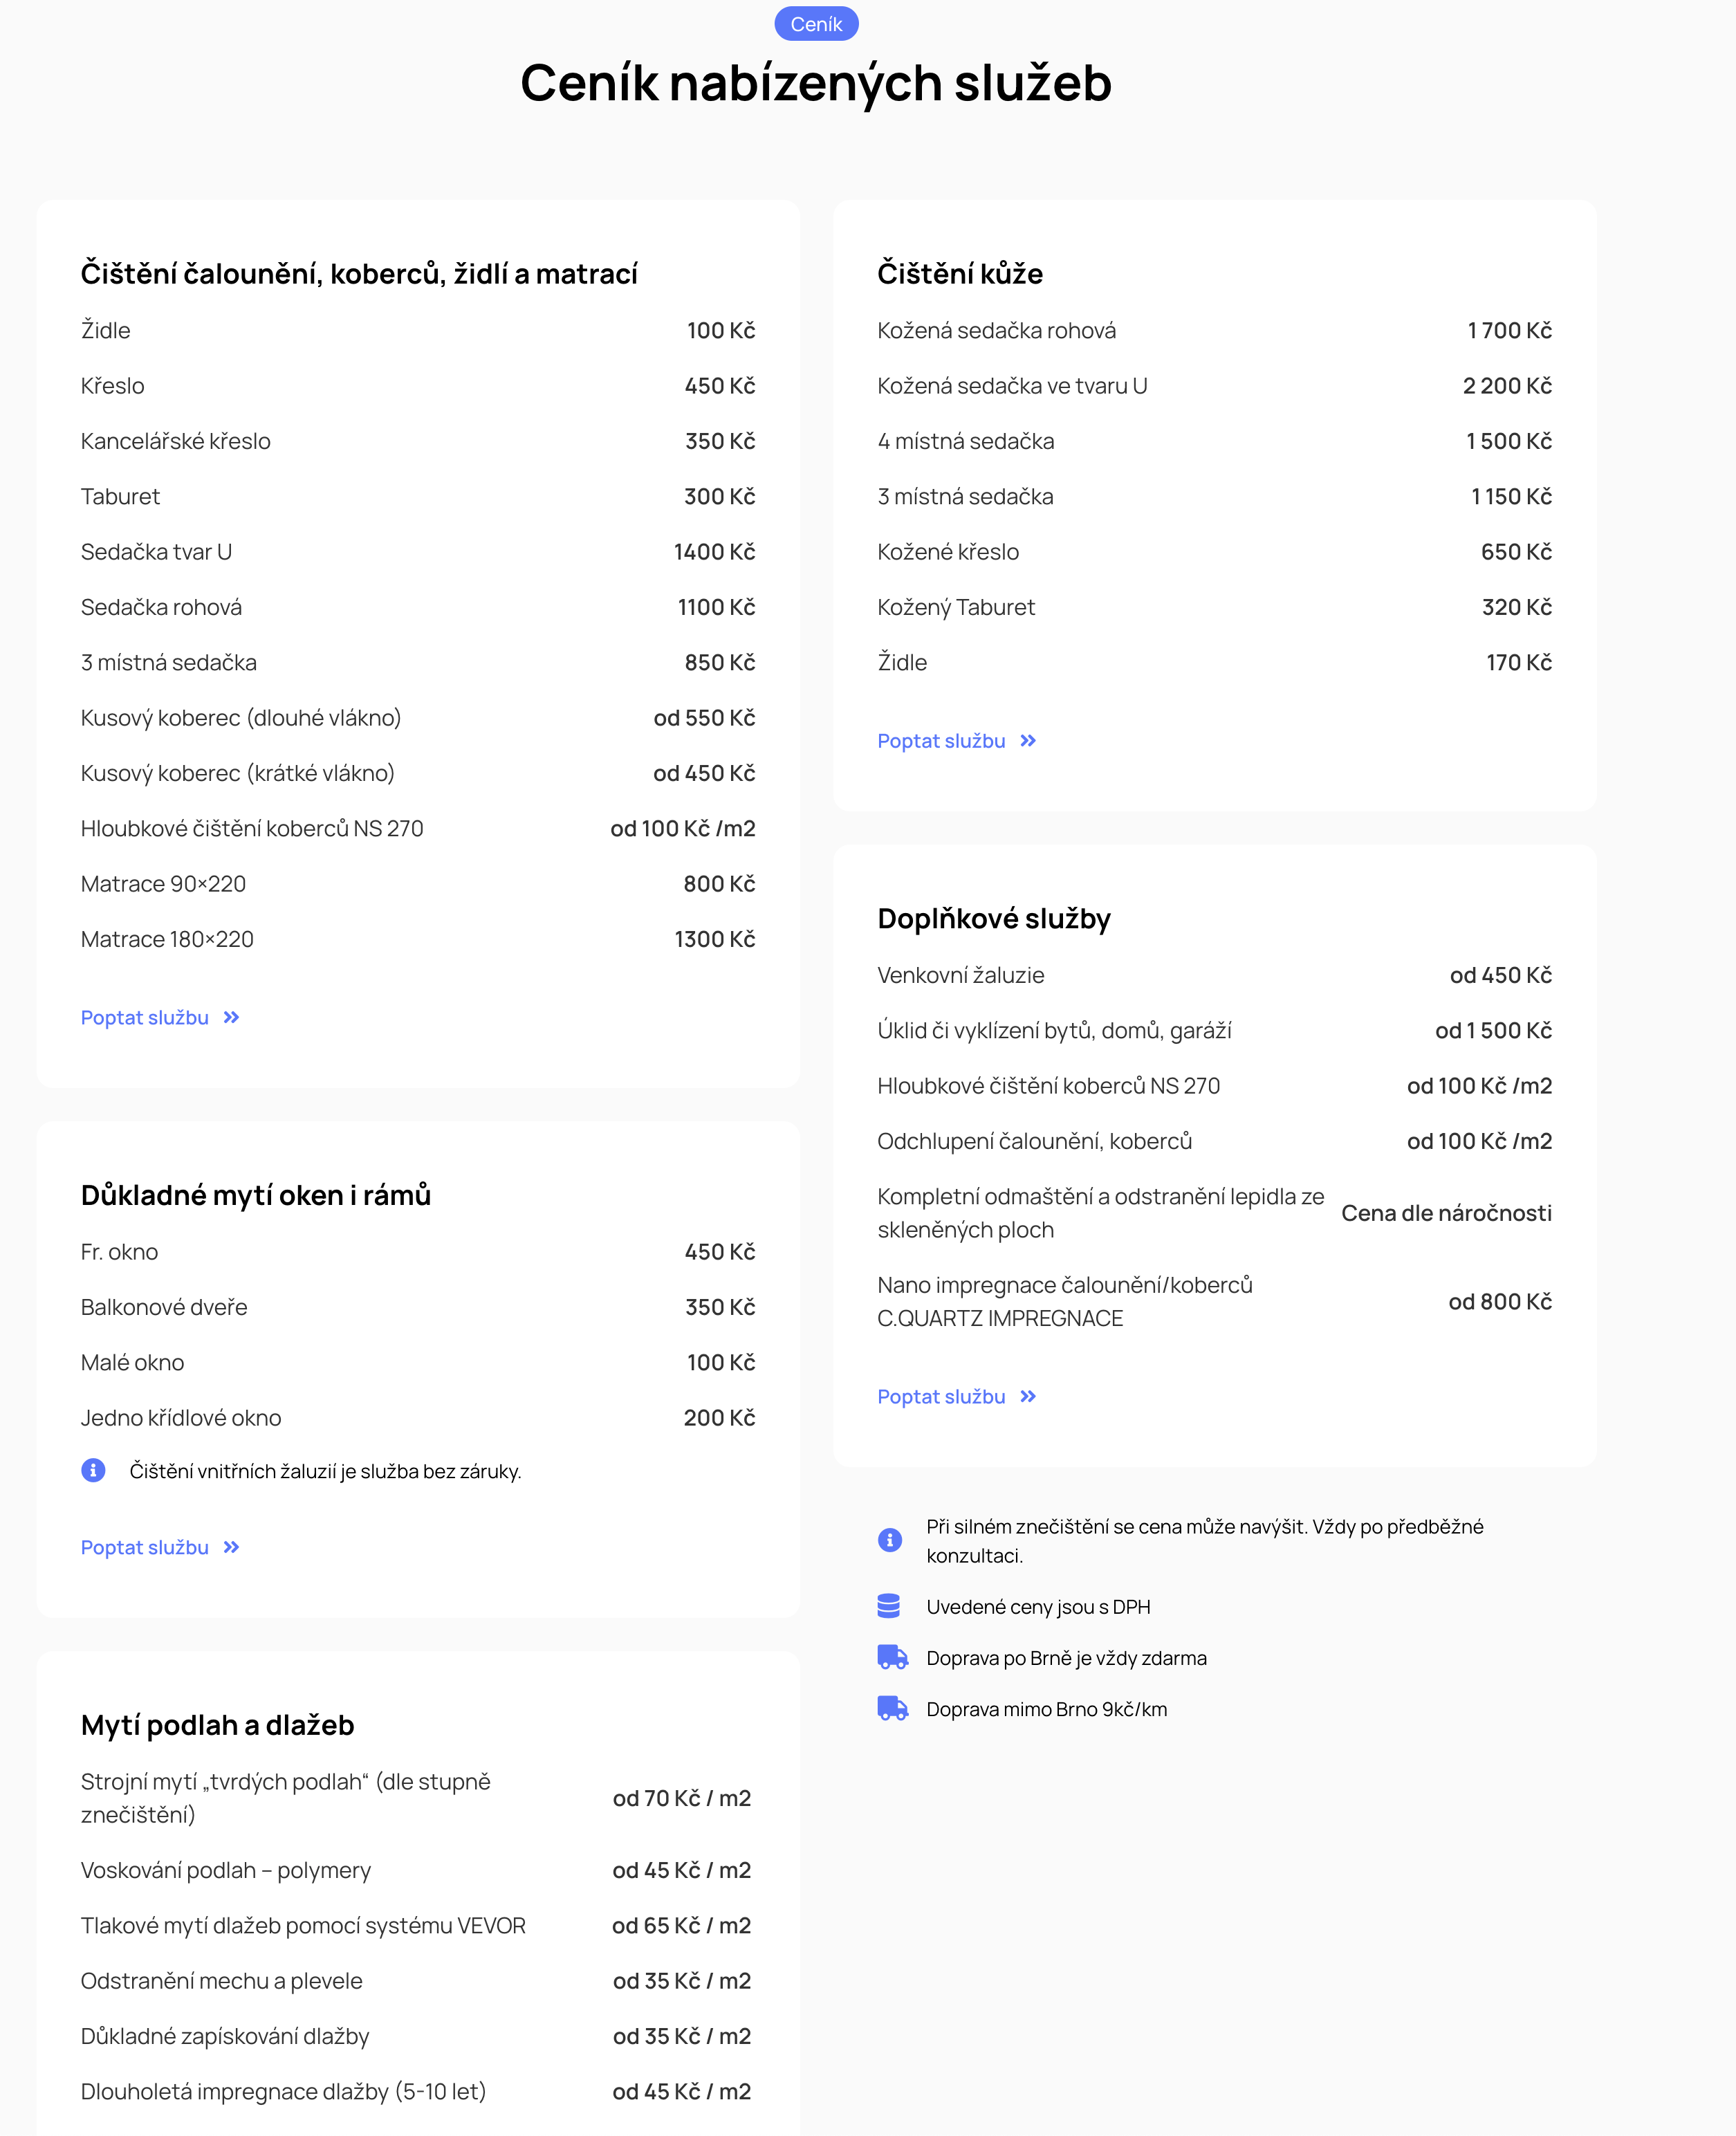 Ceník
Ceník nabízených služeb
Čištění čalounění, koberců, židlí a matrací
Židle 100 Kč
Křeslo 450 Kč
Kancelářské křeslo 350 Kč
Taburet 300 Kč
Sedačka tvar U 1400 Kč
Sedačka rohová 1100 Kč
3 místná sedačka 850 Kč
Kusový koberec (dlouhé vlákno) od 550 Kč
Kusový koberec (krátké vlákno) od 450 Kč
Hloubkové čištění koberců NS 270 od 100 Kč /m2
Matrace 90×220 800 Kč
Matrace 180×220 1300 Kč
Poptat službu »
Důkladné mytí oken i rámů
Fr. okno 450 Kč
Balkonové dveře 350 Kč
Malé okno 100 Kč
Jedno křídlové okno 200 Kč
Čištění vnitřních žaluzií je služba bez záruky.
Poptat službu »
Mytí podlah a dlažeb
Strojní mytí „tvrdých podlah“ (dle stupně
znečištění) od 70 Kč / m2
Voskování podlah – polymery od 45 Kč / m2
Tlakové mytí dlažeb pomocí systému VEVOR od 65 Kč / m2
Odstranění mechu a plevele od 35 Kč / m2
Důkladné zapískování dlažby od 35 Kč / m2
Dlouholetá impregnace dlažby (5-10 let) od 45 Kč / m2
Čištění kůže
Kožená sedačka rohová 1 700 Kč
Kožená sedačka ve tvaru U 2 200 Kč
4 místná sedačka 1 500 Kč
3 místná sedačka 1 150 Kč
Kožené křeslo 650 Kč
Kožený Taburet 320 Kč
Židle 170 Kč
Poptat službu »
Doplňkové služby
Venkovní žaluzie od 450 Kč
Úklid či vyklízení bytů, domů, garáží od 1 500 Kč
Hloubkové čištění koberců NS 270 od 100 Kč /m2
Odchlupení čalounění, koberců od 100 Kč /m2
Kompletní odmaštění a odstranění lepidla ze
skleněných ploch Cena dle náročnosti
Nano impregnace čalounění/koberců
C.QUARTZ IMPREGNACE od 800 Kč
Poptat službu »
Při silném znečištění se cena může navýšit. Vždy po předběžné
konzultaci.
Uvedené ceny jsou s DPH
Doprava po Brně je vždy zdarma
Doprava mimo Brno 9kč/km